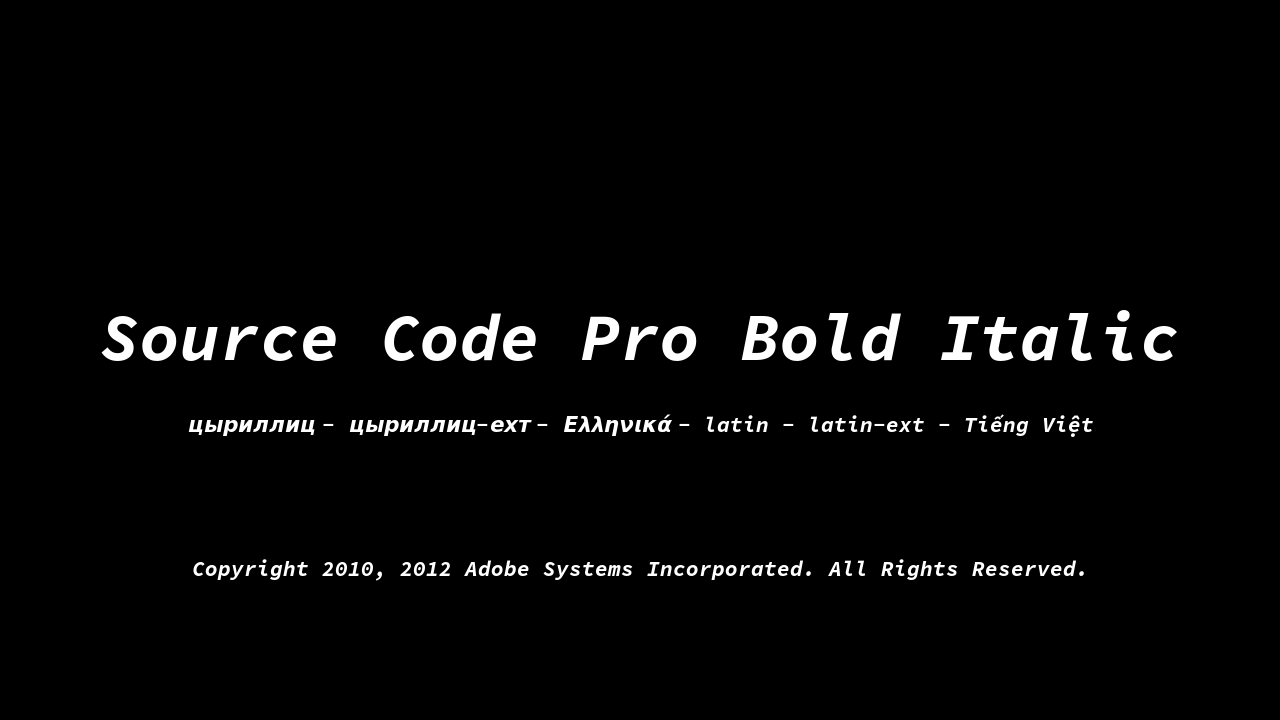 Source Code Pro Bold Italic
цыриллиц - цыриллиц-ехт - Ελληνικά - latin - latin-ext - Tiếng Việt
Copyright 2010, 2012 Adobe Systems Incorporated. All Rights Reserved.